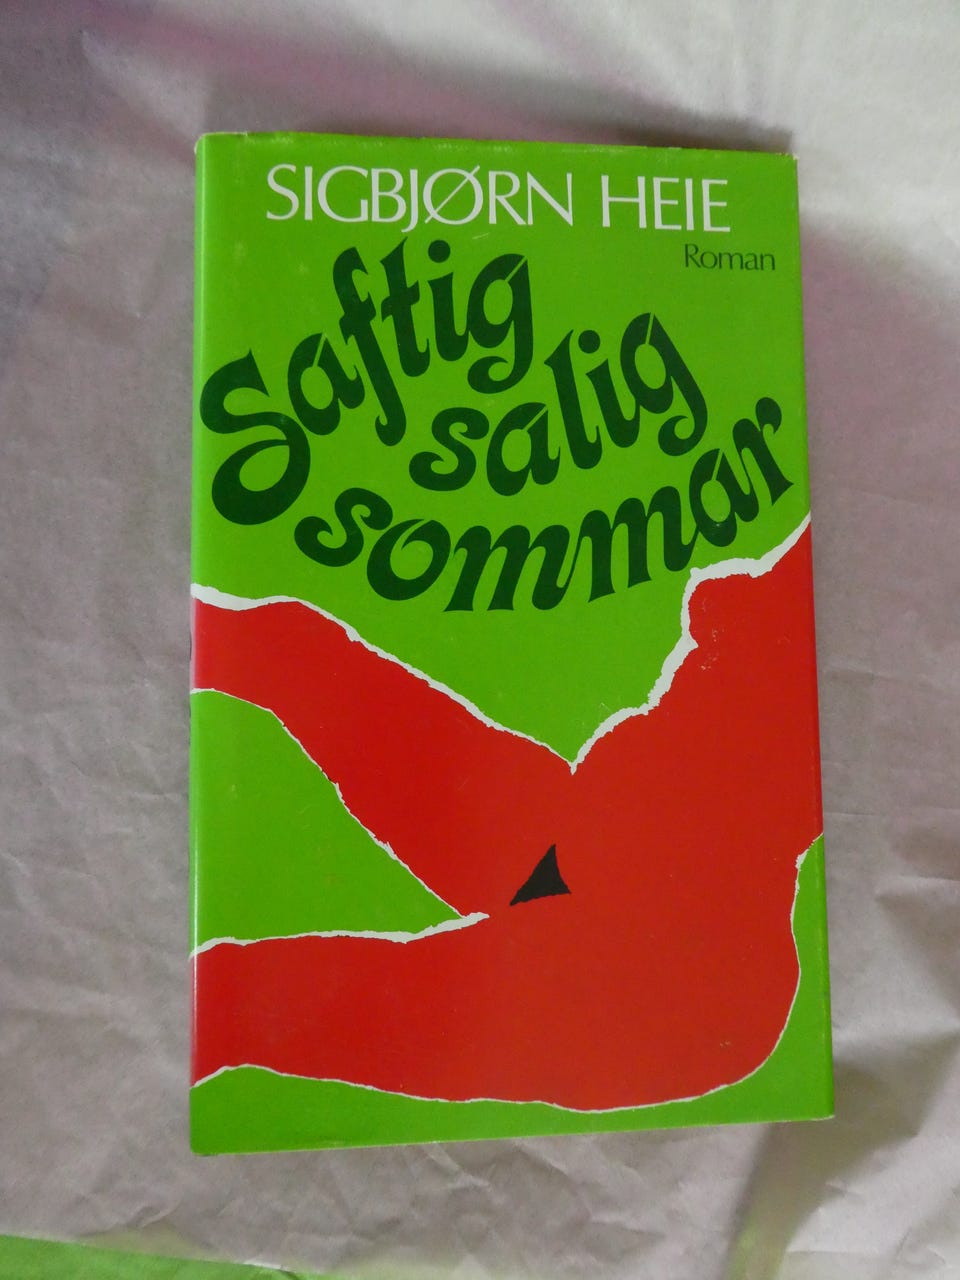 SIGBJØRN HEIE
Roman
Saftig
salig
sommar